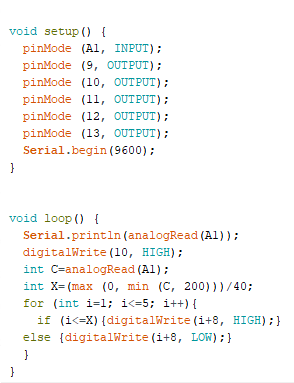 void setup() {
pinMode (A1, INPUT);
pinMode (9, OUTPUT);
pinMode (10, OUTPUT);
pinMode (11, OUTPUT);
pinMode (12, OUTPUT);
pinMode (13, OUTPUT);
Serial.begin(9600);
}
void loop() {
Serial.println(analogRead(A1));
digitalWrite(10, HIGH);
int C=analogRead(A1);
int X=(max (0, min (C, 200)))/40;
for (int i=1; i<=5; i++){
if (i<=X){digitalWrite(i+8, HIGH);}
else {digitalWrite(i+8, LOW);}
}
}